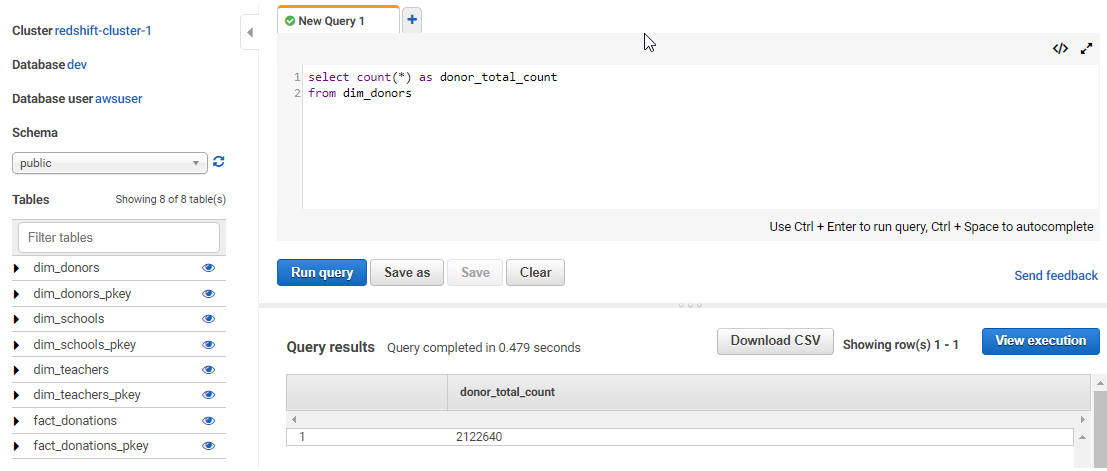 Cluster redshift-cluster-1
Database dev
Database user awsuser
Schema
public
Tables Showing 8 of 8 table(s)
Filter tables
dim_donors
dim_donors_pkey
dim_schools
dim_schools_pkey
dim_teachers
dim_teachers_pkey
fact_donations
fact_donations_pkey
New Query 1 +
</>
1 select count(*) as donor_total_count
2 from dim_donors
Use Ctrl + Enter to run query, Ctrl + Space to autocomplete
Run query Save as Save Clear Send feedback
Query results Query completed in 0.479 seconds Download CSV Showing row(s) 1 - 1 View execution
donor_total_count
1 2122640